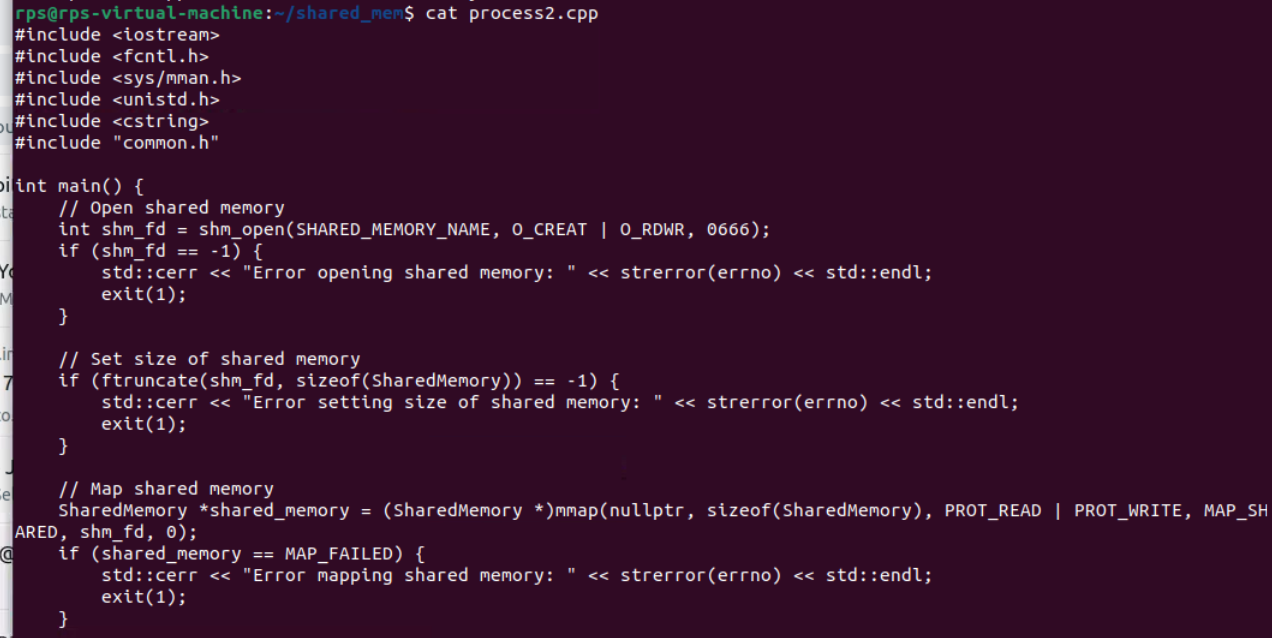 rps@rps-virtual-machine:~/shared_mem$ cat process2.cpp
#include <iostream>
#include <fcntl.h>
#include <sys/mman.h>
#include <unistd.h>
#include <cstring>
#include "common.h"

int main() {
    // Open shared memory
    int shm_fd = shm_open(SHARED_MEMORY_NAME, O_CREAT | O_RDWR, 0666);
    if (shm_fd == -1) {
        std::cerr << "Error opening shared memory: " << strerror(errno) << std::endl;
        exit(1);
    }

    // Set size of shared memory
    if (ftruncate(shm_fd, sizeof(SharedMemory)) == -1) {
        std::cerr << "Error setting size of shared memory: " << strerror(errno) << std::endl;
        exit(1);
    }

    // Map shared memory
    SharedMemory *shared_memory = (SharedMemory *)mmap(nullptr, sizeof(SharedMemory), PROT_READ | PROT_WRITE, MAP_SH
ARED, shm_fd, 0);
    if (shared_memory == MAP_FAILED) {
        std::cerr << "Error mapping shared memory: " << strerror(errno) << std::endl;
        exit(1);
    }